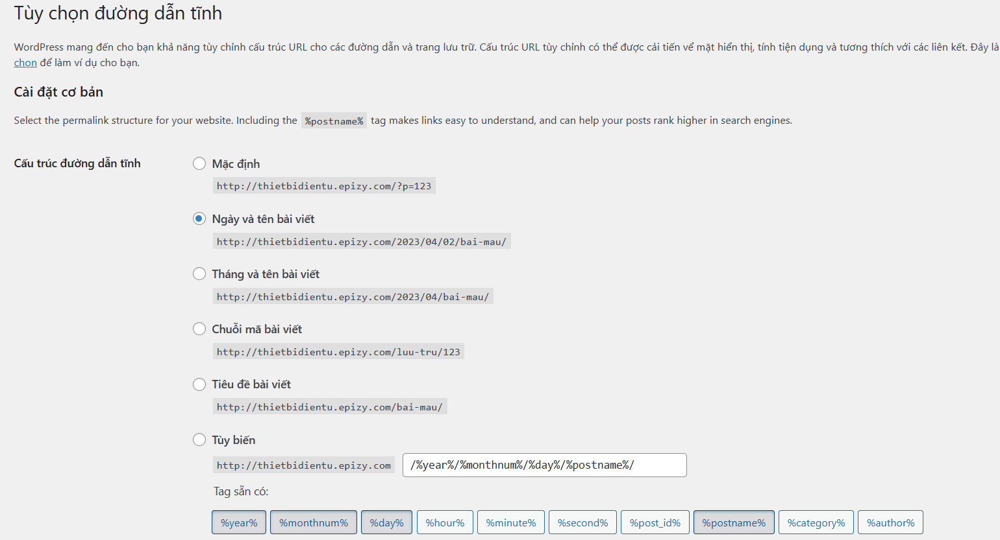 Tùy chọn đường dẫn tĩnh
WordPress mang đến cho bạn khả năng tùy chỉnh cấu trúc URL cho các đường dẫn và trang lưu trữ. Cấu trúc URL tùy chỉnh có thể được cải tiến về mặt hiển thị, tính tiện dụng và tương thích với các liên kết. Đây là
chọn để làm ví dụ cho bạn.
Cài đặt cơ bản
Select the permalink structure for your website. Including the %postname% tag makes links easy to understand, and can help your posts rank higher in search engines.
Cấu trúc đường dẫn tĩnh
Mặc định
http://thietbidientu.epizy.com/?p=123
Ngày và tên bài viết
http://thietbidientu.epizy.com/2023/04/02/bai-mau/
Tháng và tên bài viết
http://thietbidientu.epizy.com/2023/04/bai-mau/
Chuỗi mã bài viết
http://thietbidientu.epizy.com/luu-tru/123
Tiêu đề bài viết
http://thietbidientu.epizy.com/bai-mau/
Tùy biến
http://thietbidientu.epizy.com /%year%/%monthnum%/%day%/%postname%/
Tag sẵn có:
%year% %monthnum% %day% %hour% %minute% %second% %post_id% %postname% %category% %author%